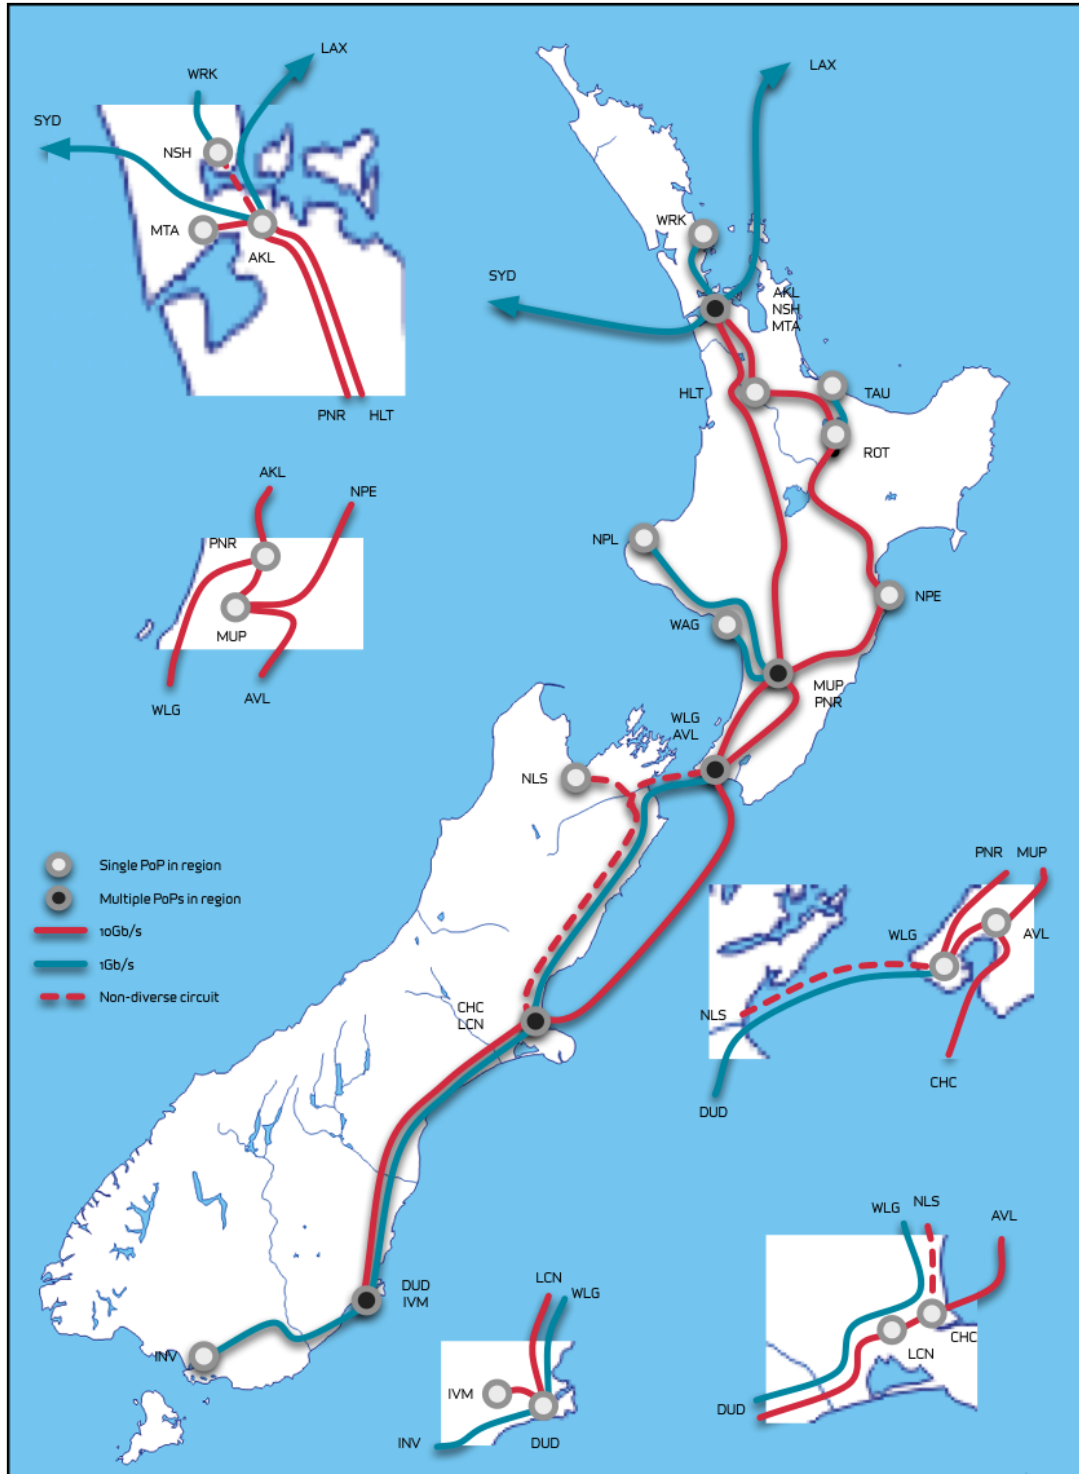 LAX
WRK
SYD
NSH
MTA
AKL
PNR
HLT
LAX
WRK
SYD
AKL
NSH
MTA
HLT
TAU
ROT
AKL
NPE
PNR
MUP
WLG
AVL
NPL
WAG
NPE
MUP
PNR
WLG
AVL
NLS
Single PoP in region
Multiple PoPs in region
10Gb/s
1Gb/s
Non-diverse circuit
CHC
LCN
PNR
MUP
WLG
AVL
NLS
CHC
DUD
DUD
IVM
INV
LCN
WLG
IVM
INV
DUD
WLG
NLS
AVL
CHC
LCN
DUD